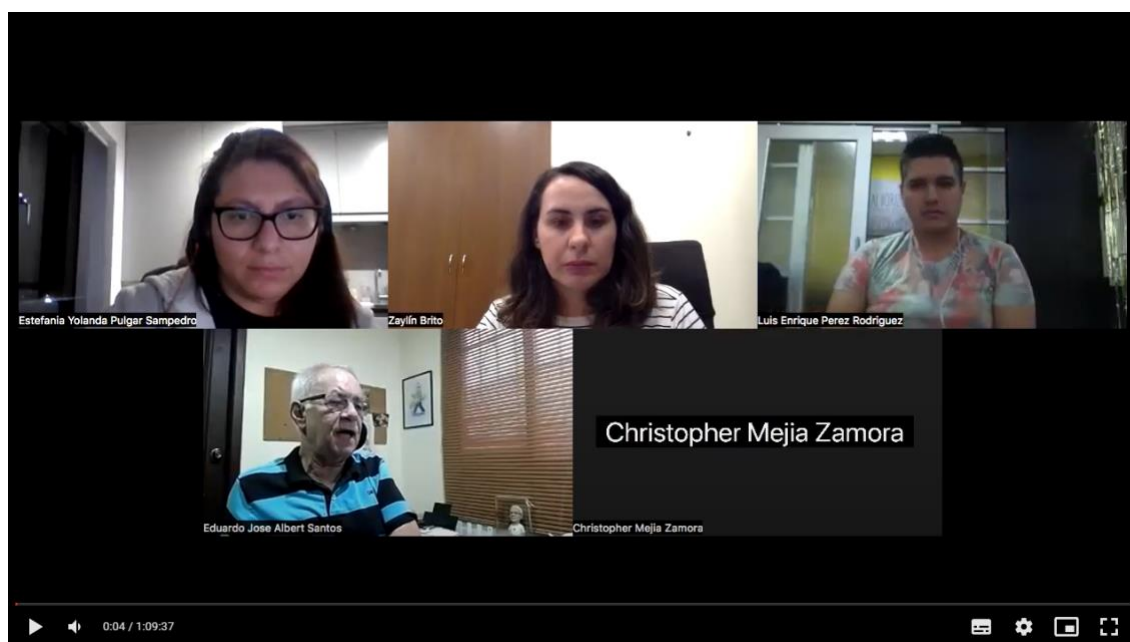 Estefania Yolanda Pulgar Sampedro
Zaylín Brito
Luis Enrique Perez Rodriguez
Eduardo Jose Albert Santos
Christopher Mejia Zamora
Christopher Mejia Zamora
0:04 / 1:09:37